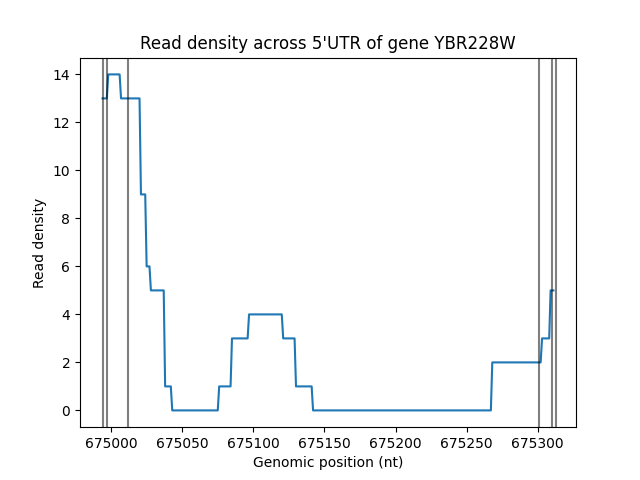 Read density across 5'UTR of gene YBR228W
14
12
10
8
6
4
2
0
Read density
675000 675050 675100 675150 675200 675250 675300
Genomic position (nt)